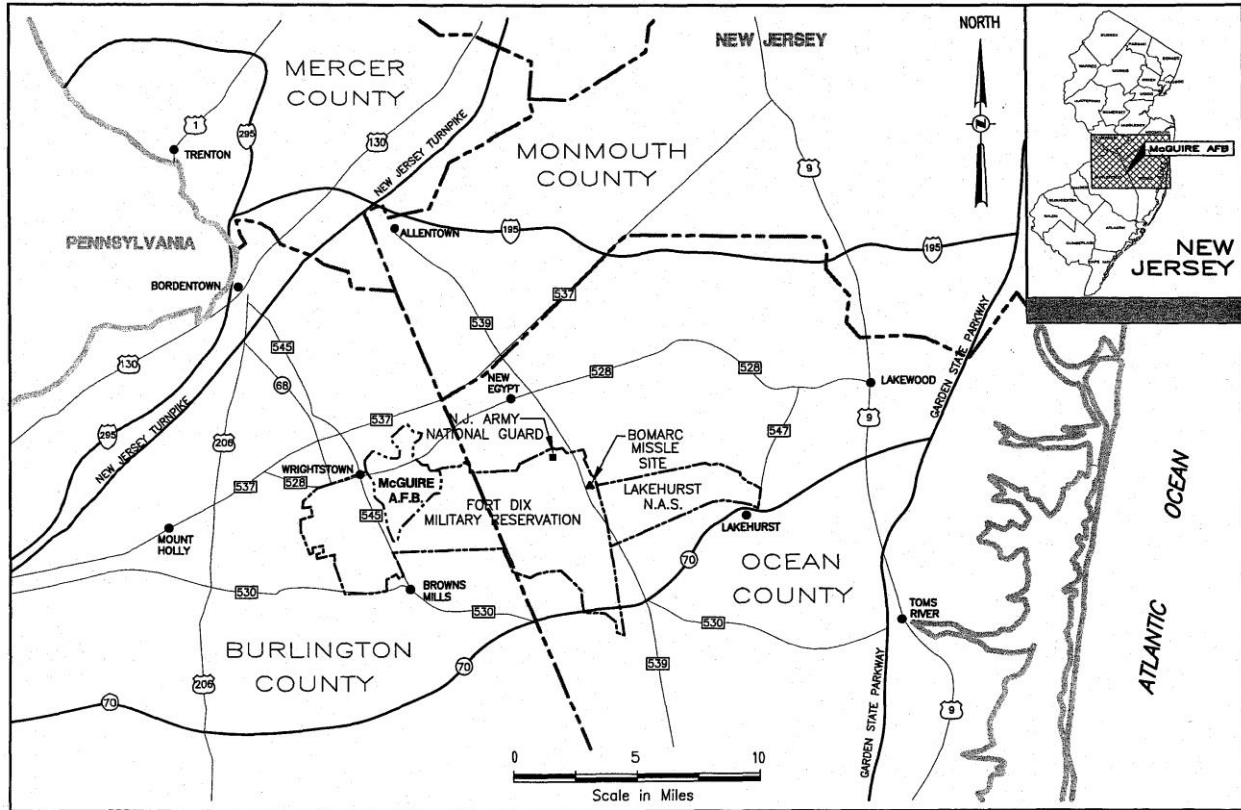 MERCER
COUNTY
NEW JERSEY
NORTH
N
1
295
TRENTON
130
NEW JERSEY TURNPIKE
MONMOUTH
COUNTY
9
McGUIRE AFB
NEW
JERSEY
PENNSYLVANIA
ALLENTOWN
195
195
BORDENTOWN
537
539
130
545
68
528
NEW
EGYPT
528
LAKEWOOD
GARDEN STATE PARKWAY
295
NEW JERSEY TURNPIKE
206
537
N.J. ARMY
NATIONAL GUARD
547
9
BOMARC
MISSLE
SITE
WRIGHTSTOWN
McGUIRE
A.F.B.
537
528
545
FORT DIX
MILITARY RESERVATION
LAKEHURST
N.A.S.
MOUNT
HOLLY
LAKEHURST
70
OCEAN
COUNTY
530
BROWNS
MILLS
530
530
TOMS
RIVER
BURLINGTON
COUNTY
70
539
206
70
9
GARDEN STATE PARKWAY
ATLANTIC OCEAN
0 5 10
Scale in Miles